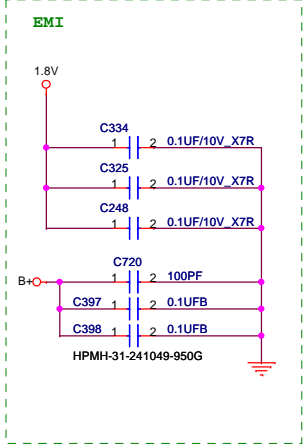 EMI
1.8V
C334
1 2 0.1UF/10V_X7R
C325
1 2 0.1UF/10V_X7R
C248
1 2 0.1UF/10V_X7R
C720
B+ 1 2 100PF
C397 1 2 0.1UFB
C398 1 2 0.1UFB
HPMH-31-241049-950G